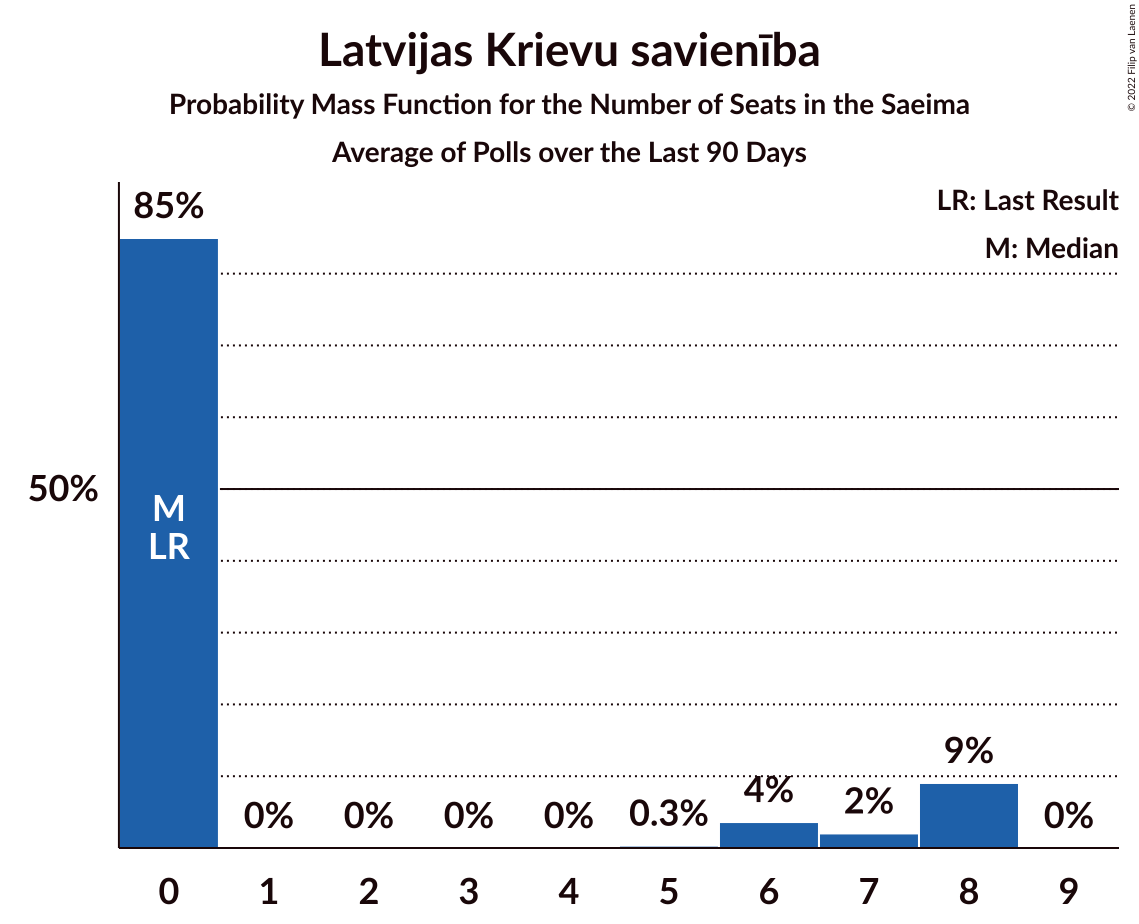 Latvijas Krievu savienība
Probability Mass Function for the Number of Seats in the Saeima
Average of Polls over the Last 90 Days
© 2022 Filip van Laenen
LR: Last Result
M: Median
85%
50%
M
LR
0%
0%
0%
0%
0.3%
4%
2%
9%
0%
0
1
2
3
4
5
6
7
8
9